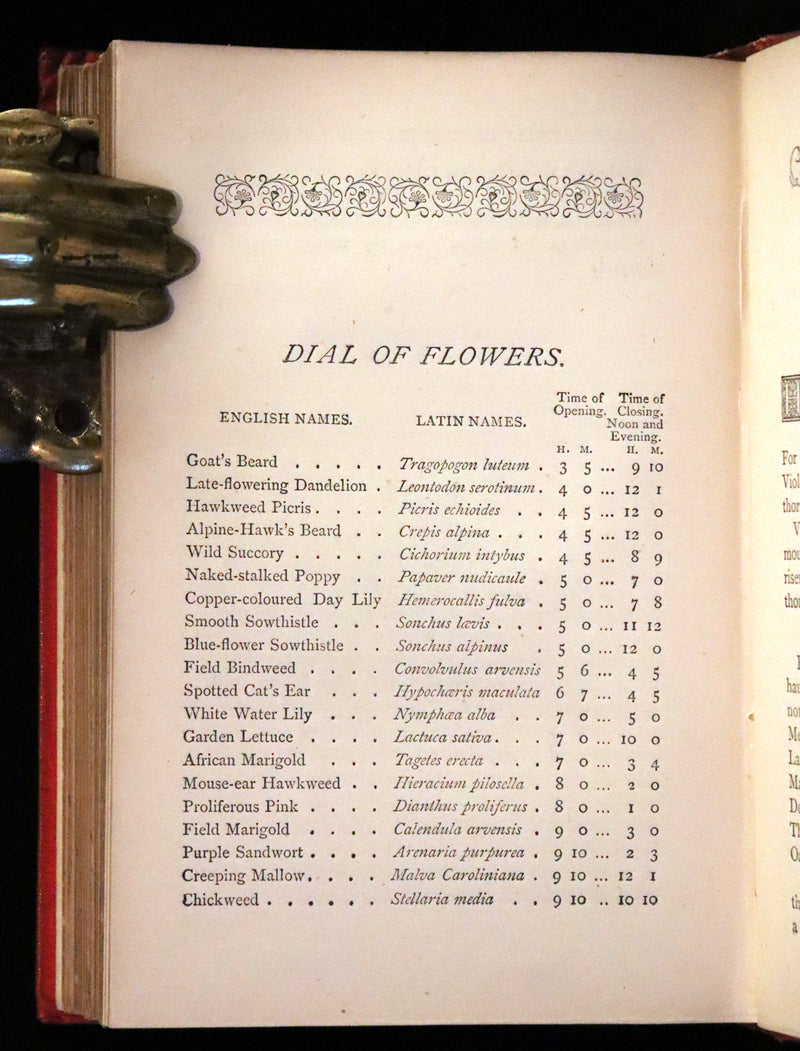 DIAL OF FLOWERS.
ENGLISH NAMES. LATIN NAMES. Time of Opening. Time of Closing. Noon and Evening.
H. M. H. M.
Goat's Beard . . . . . Tragopogon luteum . 3 5 ... 9 10
Late-flowering Dandelion . Leontodon serotinum . 4 0 ... 12 1
Hawkweed Picris . . . . Picris echioides . . 4 5 ... 12 0
Alpine-Hawk's Beard . . Crepis alpina . . . 4 5 ... 12 0
Wild Succory . . . . . Cichorium intybus . 4 5 ... 8 9
Naked-stalked Poppy . . Papaver nudicaule . 5 0 ... 7 0
Copper-coloured Day Lily Hemerocallis fulva . 5 0 ... 7 8
Smooth Sowthistle . . . Sonchus lævis . . . 5 0 ... 11 12
Blue-flower Sowthistle . . Sonchus alpinus . 5 0 ... 12 0
Field Bindweed . . . . Convolvulus arvensis 5 6 ... 4 5
Spotted Cat's Ear . . . Hypochæris maculata 6 7 ... 4 5
White Water Lily . . . Nymphæa alba . . 7 0 ... 5 0
Garden Lettuce . . . . Lactuca sativa . . . 7 0 ... 10 0
African Marigold . . . Tagetes erecta . . . 7 0 ... 3 4
Mouse-ear Hawkweed . . Hieracium pilosella . 8 0 ... 2 0
Proliferous Pink . . . . Dianthus proliferus . 8 0 ... 1 0
Field Marigold . . . . Calendula arvensis . 9 0 ... 3 0
Purple Sandwort . . . . Arenaria purpurea . 9 10 ... 2 3
Creeping Mallow . . . . Malva Caroliniana . 9 10 ... 12 1
Chickweed . . . . . . Stellaria media . . 9 10 .. 10 10
For